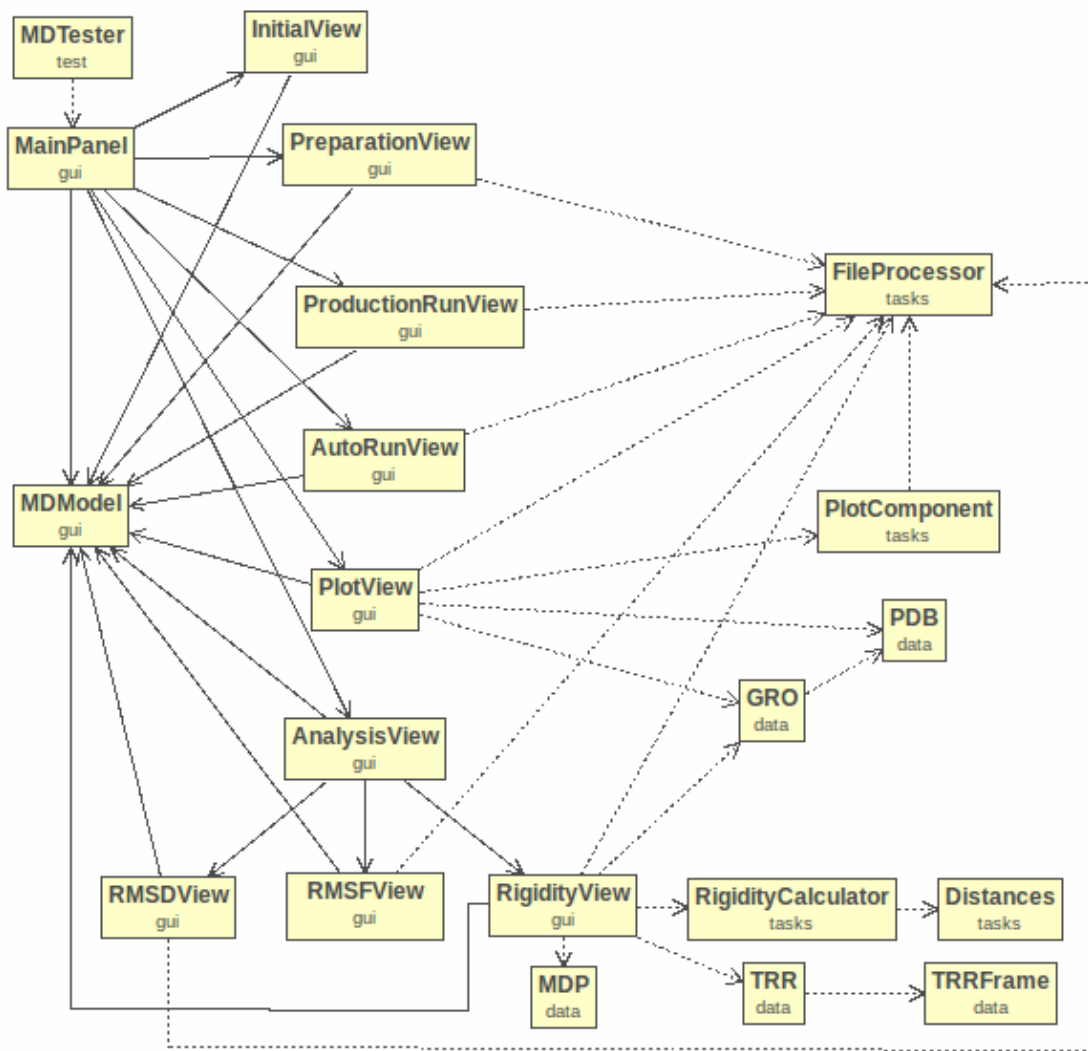 MDTester
test
InitialView
gui
MainPanel
gui
PreparationView
gui
FileProcessor
tasks
ProductionRunView
gui
AutoRunView
gui
MDModel
gui
PlotComponent
tasks
PlotView
gui
PDB
data
GRO
data
AnalysisView
gui
RMSDView
gui
RMSFView
gui
RigidityView
gui
RigidityCalculator
tasks
Distances
tasks
MDP
data
TRR
data
TRRFrame
data